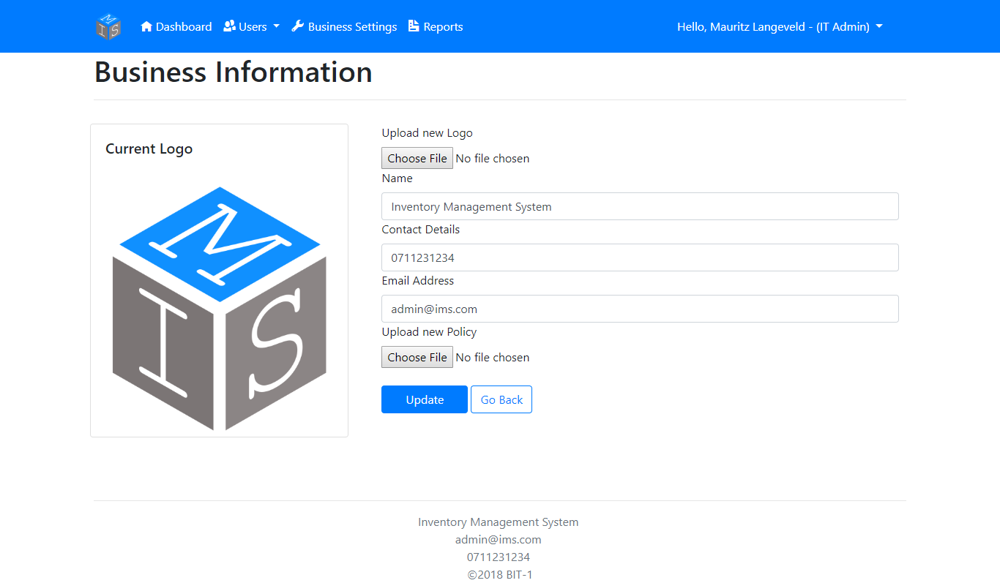 M
I S
Dashboard Users Business Settings Reports Hello, Mauritz Langeveld - (IT Admin)
Business Information
Current Logo
M
I S
Upload new Logo
Choose File No file chosen
Name
Inventory Management System
Contact Details
0711231234
Email Address
admin@ims.com
Upload new Policy
Choose File No file chosen
Update Go Back
Inventory Management System
admin@ims.com
0711231234
©2018 BIT-1